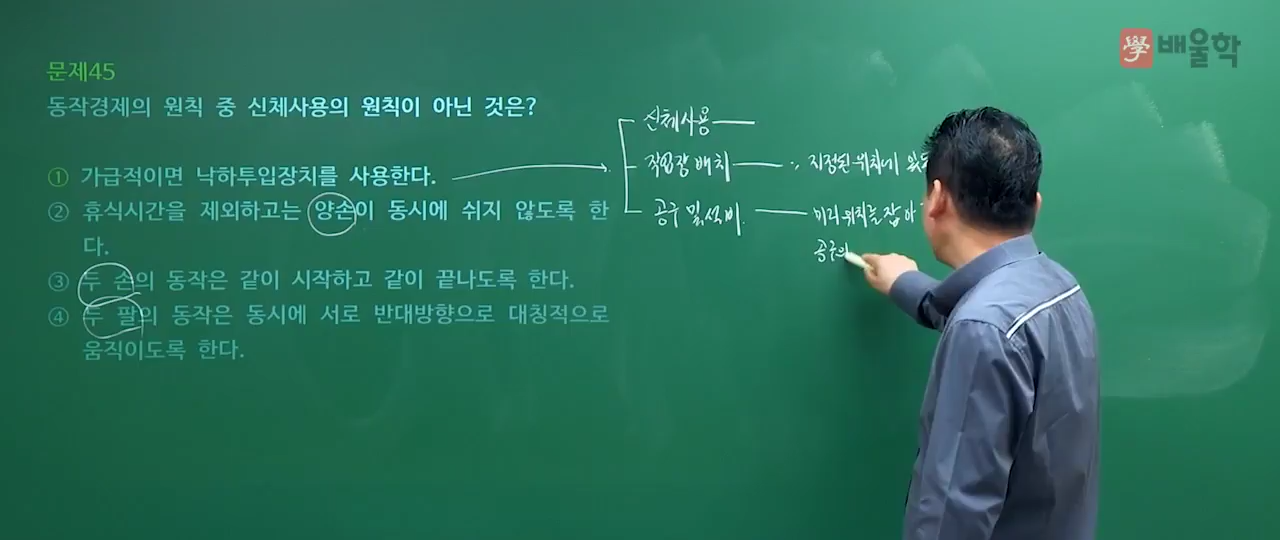 學 배울학
문제45
동작경제의 원칙 중 신체사용의 원칙이 아닌 것은?
① 가급적이면 낙하투입장치를 사용한다.
② 휴식시간을 제외하고는 양손이 동시에 쉬지 않도록 한
다.
③ 두 손의 동작은 같이 시작하고 같이 끝나도록 한다.
④ 두 팔의 동작은 동시에 서로 반대방향으로 대칭적으로
움직이도록 한다.
신체사용
작업장 배치 지정된 위치에
공구 및 설비. 미리 위치를 잡아
공구의